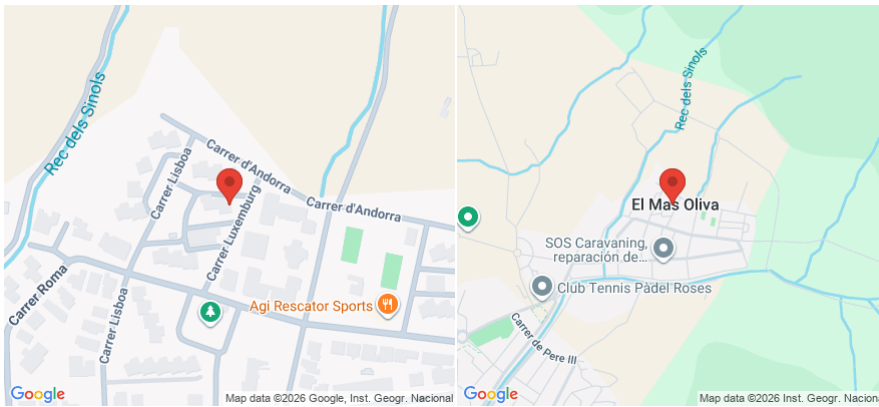 Rec dels Sinols
Carrer Lisboa
Carrer d'Andorra
Carrer d'Andorra
Carrer Luxemburg
Carrer Roma
Carrer Lisboa
Agi Rescator Sports
Google
Map data ©2026 Google, Inst. Geogr. Nacional
Rec dels Sinols
El Mas Oliva
SOS Caravaning,
reparación de...
Club Tennis Pàdel Roses
Carrer de Pere III
Google
Map data ©2026 Inst. Geogr. Naciona